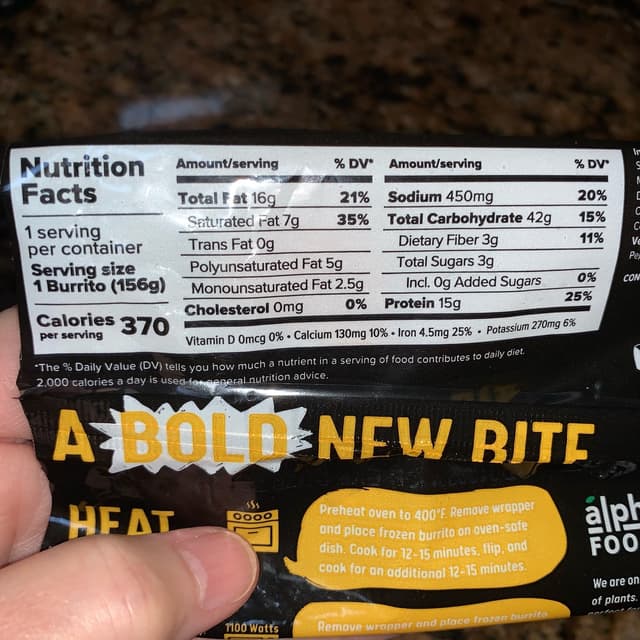 Nutrition
Facts
1 serving
per container
Serving size
1 Burrito (156g)
Calories 370
per serving
Amount/serving % DV*
Total Fat 16g 21%
Saturated Fat 7g 35%
Trans Fat 0g
Polyunsaturated Fat 5g
Monounsaturated Fat 2.5g
Cholesterol 0mg 0%
Amount/serving % DV*
Sodium 450mg 20%
Total Carbohydrate 42g 15%
Dietary Fiber 3g 11%
Total Sugars 3g
Incl. 0g Added Sugars 0%
Protein 15g 25%
Vitamin D 0mcg 0% • Calcium 130mg 10% • Iron 4.5mg 25% • Potassium 270mg 6%
*The % Daily Value (DV) tells you how much a nutrient in a serving of food contributes to daily diet.
2,000 calories a day is used for general nutrition advice.
A BOLD NEW BITE
HEAT
Preheat oven to 400°F. Remove wrapper
and place frozen burrito on oven-safe
dish. Cook for 12-15 minutes, flip, and
cook for an additional 12-15 minutes.
1100 Watts
Remove wrapper and place frozen burrito
alph
FOO
We are on
of plants.